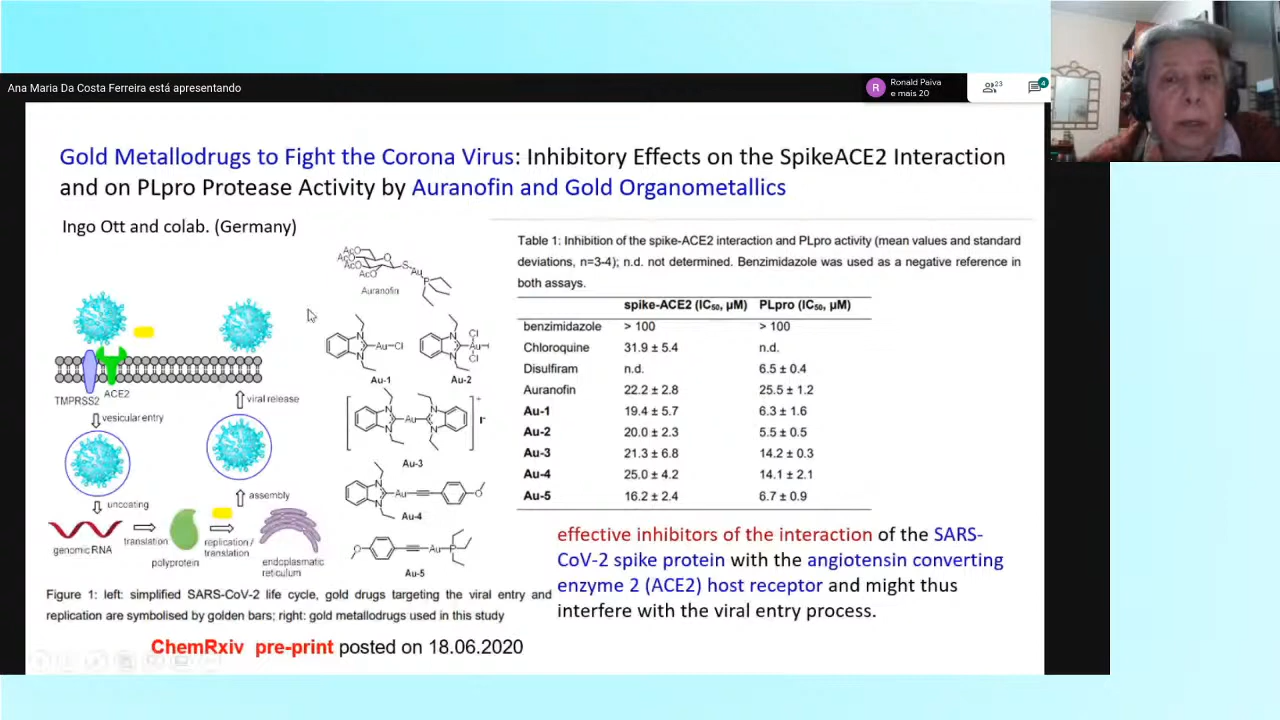 Ana Maria Da Costa Ferreira está apresentando
R
Ronald Paiva
e mais 20
23
4
Gold Metallodrugs to Fight the Corona Virus: Inhibitory Effects on the SpikeACE2 Interaction
and on PLpro Protease Activity by Auranofin and Gold Organometallics
Ingo Ott and colab. (Germany)
AcO
AcO
AcO
AcO
O
S
Au
P
Auranofin
N
N
Au—Cl
Au-1
N
N
Cl
Au—I
Cl
Au-2
N
N
Au
N
N
+
I-
Au-3
N
N
Au
O
Au-4
O
Au—P
Au-5
TMPRSS2
ACE2
vesicular entry
viral release
uncoating
assembly
genomic RNA
translation
polyprotein
replication/
translation
endoplasmatic
reticulum
Figure 1: left: simplified SARS-CoV-2 life cycle, gold drugs targeting the viral entry and
replication are symbolised by golden bars; right: gold metallodrugs used in this study
ChemRxiv pre-print posted on 18.06.2020
Table 1: Inhibition of the spike-ACE2 interaction and PLpro activity (mean values and standard
deviations, n=3-4); n.d. not determined. Benzimidazole was used as a negative reference in
both assays.
spike-ACE2 (IC₅₀, µM) PLpro (IC₅₀, µM)
benzimidazole > 100 > 100
Chloroquine 31.9 ± 5.4 n.d.
Disulfiram n.d. 6.5 ± 0.4
Auranofin 22.2 ± 2.8 25.5 ± 1.2
Au-1 19.4 ± 5.7 6.3 ± 1.6
Au-2 20.0 ± 2.3 5.5 ± 0.5
Au-3 21.3 ± 6.8 14.2 ± 0.3
Au-4 25.0 ± 4.2 14.1 ± 2.1
Au-5 16.2 ± 2.4 6.7 ± 0.9
effective inhibitors of the interaction of the SARS-
CoV-2 spike protein with the angiotensin converting
enzyme 2 (ACE2) host receptor and might thus
interfere with the viral entry process.